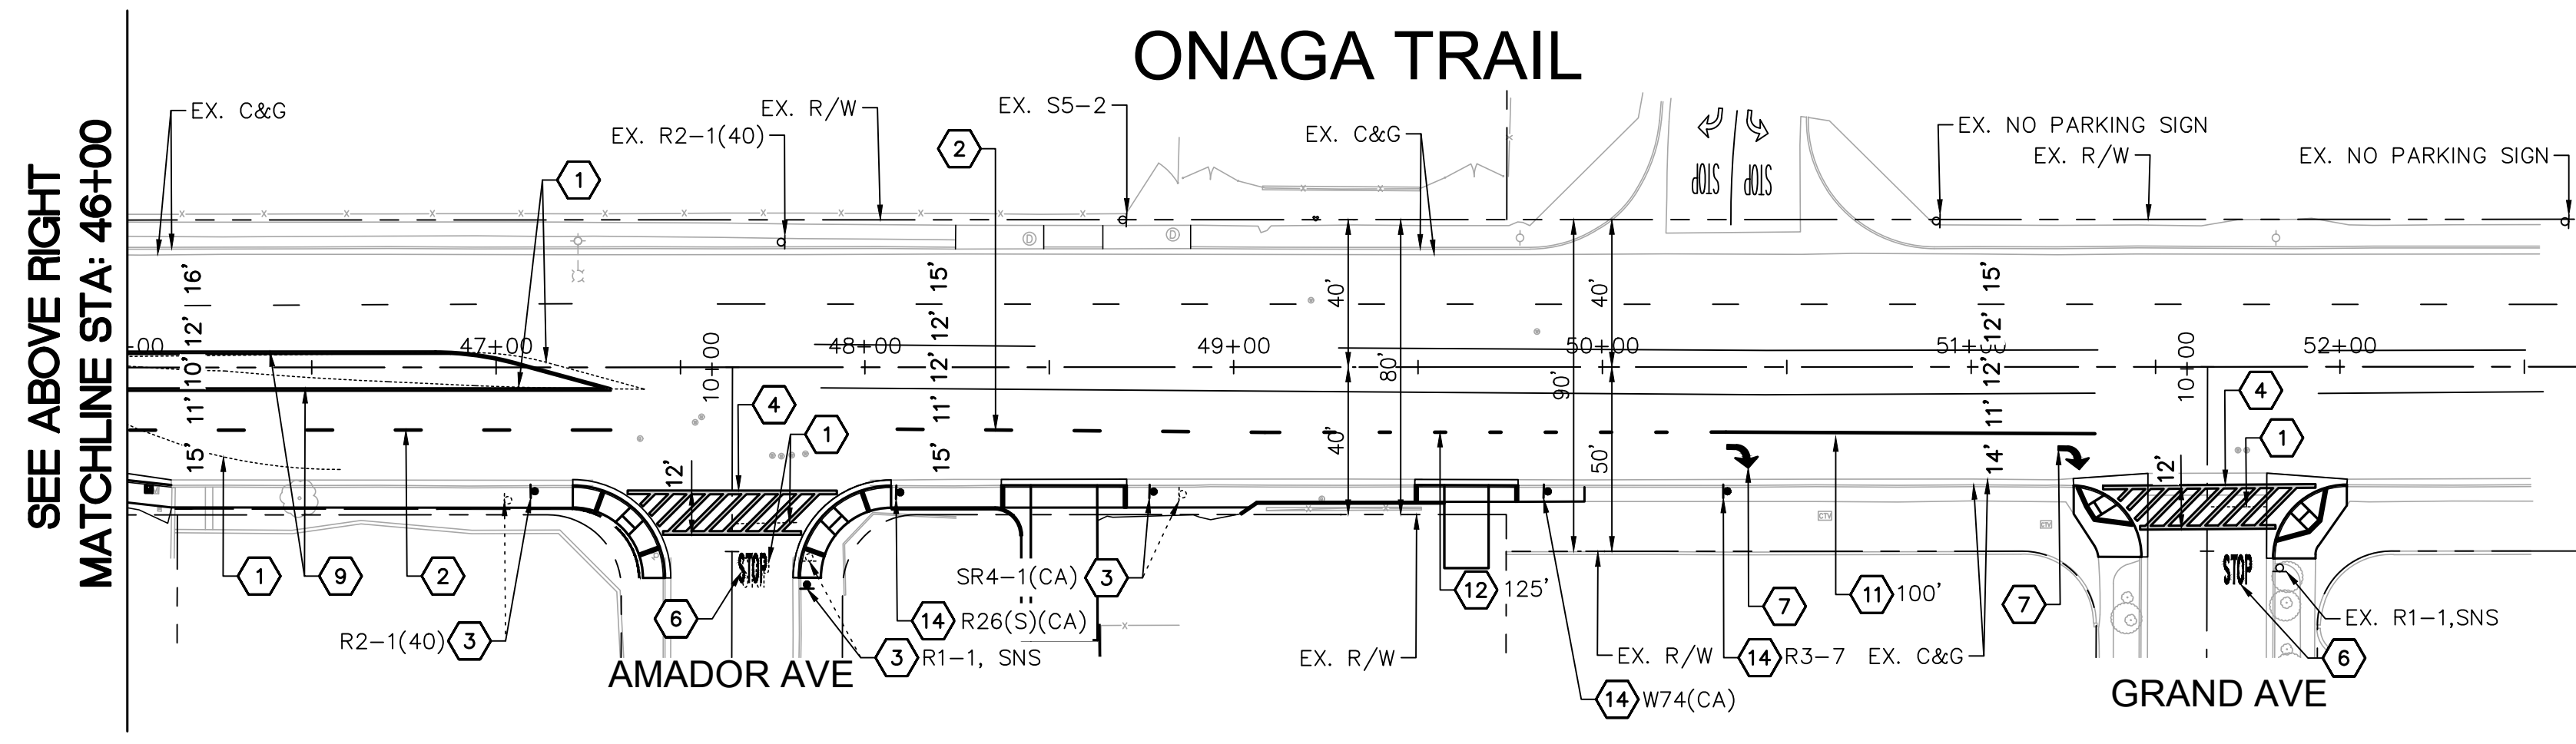 ONAGA TRAIL
SEE ABOVE RIGHT
MATCHLINE STA: 46+00
EX. C&G
EX. R/W
EX. R2-1(40)
EX. S5-2
2
EX. C&G
EX. NO PARKING SIGN
EX. R/W
EX. NO PARKING SIGN
1
STOP
STOP
D
D
16'
12'
10'
11'
15'
15'
12'
12'
11'
15'
40'
40'
80'
90'
40'
50'
15'
12'
12'
11'
14'
00
47+00
10+00
48+00
49+00
50+00
51+
10+00
52+00
4
1
12'
4
1
12'
CTV
CTV
1
9
2
R2-1(40) 3
6
STOP
14 R26(S)(CA)
3 R1-1, SNS
SR4-1(CA) 3
12 125'
7
11 100'
7
STOP
EX. R1-1,SNS
6
EX. R/W
EX. R/W
14 R3-7
EX. C&G
14 W74(CA)
AMADOR AVE
GRAND AVE